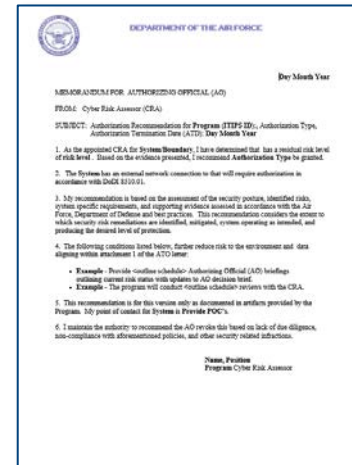 DEPARTMENT OF THE AIR FORCE
Day Month Year
MEMORANDUM FOR AUTHORIZING OFFICIAL (AO)
FROM: Cyber Risk Assessor (CRA)
SUBJECT: Authorization Recommendation for Program (ITIPS-ID):, Authorization Type,
Authorization Termination Date (ATD): Day Month Year
1. As the appointed CRA for System/Boundary, I have determined that has a residual risk level
of risk level . Based on the evidence presented, I recommend Authorization Type be granted.
2. The System has an external network connection to that will require authorization in
accordance with DoDI 8510.01.
3. My recommendation is based on the assessment of the security posture, identified risks,
system specific requirements, and supporting evidence assessed in accordance with the Air
Force, Department of Defense and best practices. This recommendation considers the extent to
which security risk remediations are identified, mitigated, system operating as intended, and
producing the desired level of protection.
4. The following conditions listed below, further reduce risk to the environment and data
aligning within attachment 1 of the ATO letter:
• Example - Provide <outline schedule> Authorizing Official (AO) briefings
outlining current risk status with updates to AO decision brief.
• Example - The program will conduct <outline schedule> reviews with the CRA.
5. This recommendation is for this version only as documented in artifacts provided by the
Program. My point of contact for System is Provide POC's.
6. I maintain the authority to recommend the AO revoke this based on lack of due diligence,
non-compliance with aforementioned policies, and other security related infractions.
Name, Position
Program Cyber Risk Assessor